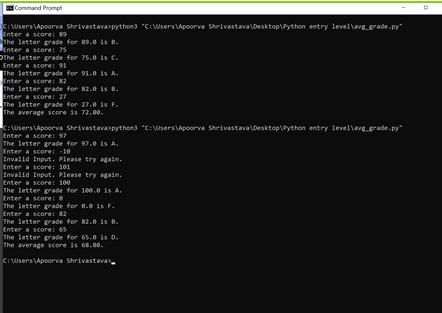 Command Prompt
C:\Users\Apoorva Shrivastava>python3 "C:\Users\Apoorva Shrivastava\Desktop\Python entry level\avg_grade.py"
Enter a score: 89
The letter grade for 89.0 is B.
Enter a score: 75
The letter grade for 75.0 is C.
Enter a score: 91
The letter grade for 91.0 is A.
Enter a score: 82
The letter grade for 82.0 is B.
Enter a score: 27
The letter grade for 27.0 is F.
The average score is 72.80.
C:\Users\Apoorva Shrivastava>python3 "C:\Users\Apoorva Shrivastava\Desktop\Python entry level\avg_grade.py"
Enter a score: 97
The letter grade for 97.0 is A.
Enter a score: -10
Invalid Input. Please try again.
Enter a score: 101
Invalid Input. Please try again.
Enter a score: 100
The letter grade for 100.0 is A.
Enter a score: 0
The letter grade for 0.0 is F.
Enter a score: 82
The letter grade for 82.0 is B.
Enter a score: 65
The letter grade for 65.0 is D.
The average score is 68.80.
C:\Users\Apoorva Shrivastava>